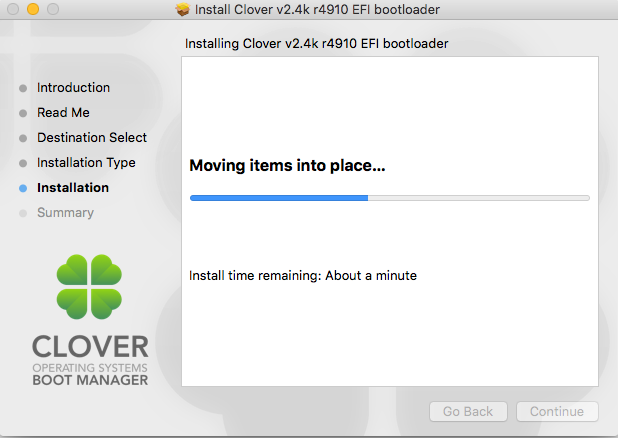 Install Clover v2.4k r4910 EFI bootloader
Installing Clover v2.4k r4910 EFI bootloader
Introduction
Read Me
Destination Select
Installation Type
Installation
Summary
Moving items into place...
Install time remaining: About a minute
CLOVER
OPERATING SYSTEMS
BOOT MANAGER
Go Back
Continue